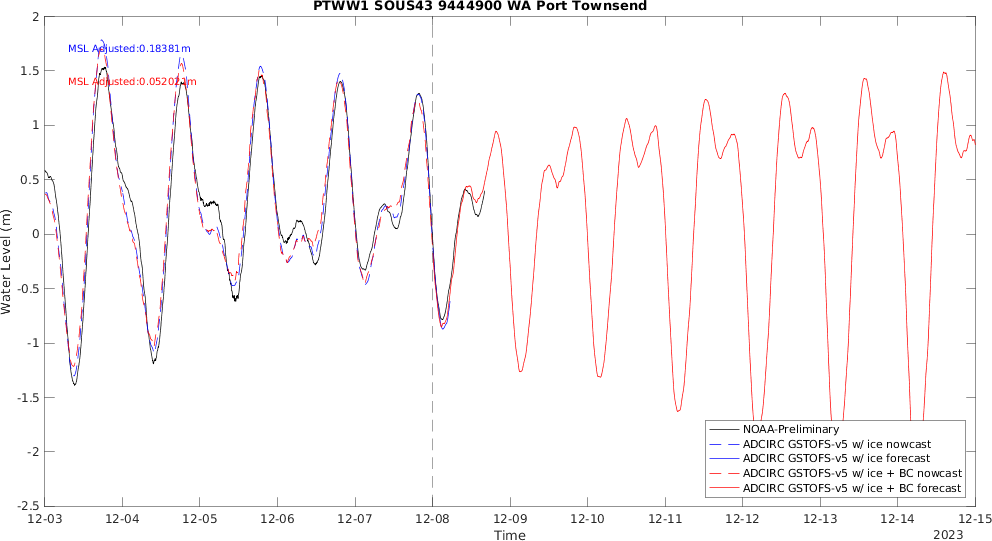 PTWW1 SOUS43 9444900 WA Port Townsend
MSL Adjusted:0.18381m
MSL Adjusted:
Water Level (m)
2
1.5
1
0.5
0
-0.5
-1
-1.5
-2
-2.5
NOAA-Preliminary
ADCIRC GSTOFS-v5 w/ ice nowcast
ADCIRC GSTOFS-v5 w/ ice forecast
ADCIRC GSTOFS-v5 w/ ice + BC nowcast
ADCIRC GSTOFS-v5 w/ ice + BC forecast
12-03 12-04 12-05 12-06 12-07 12-08 12-09 12-10 12-11 12-12 12-13 12-14 12-15
Time
2023